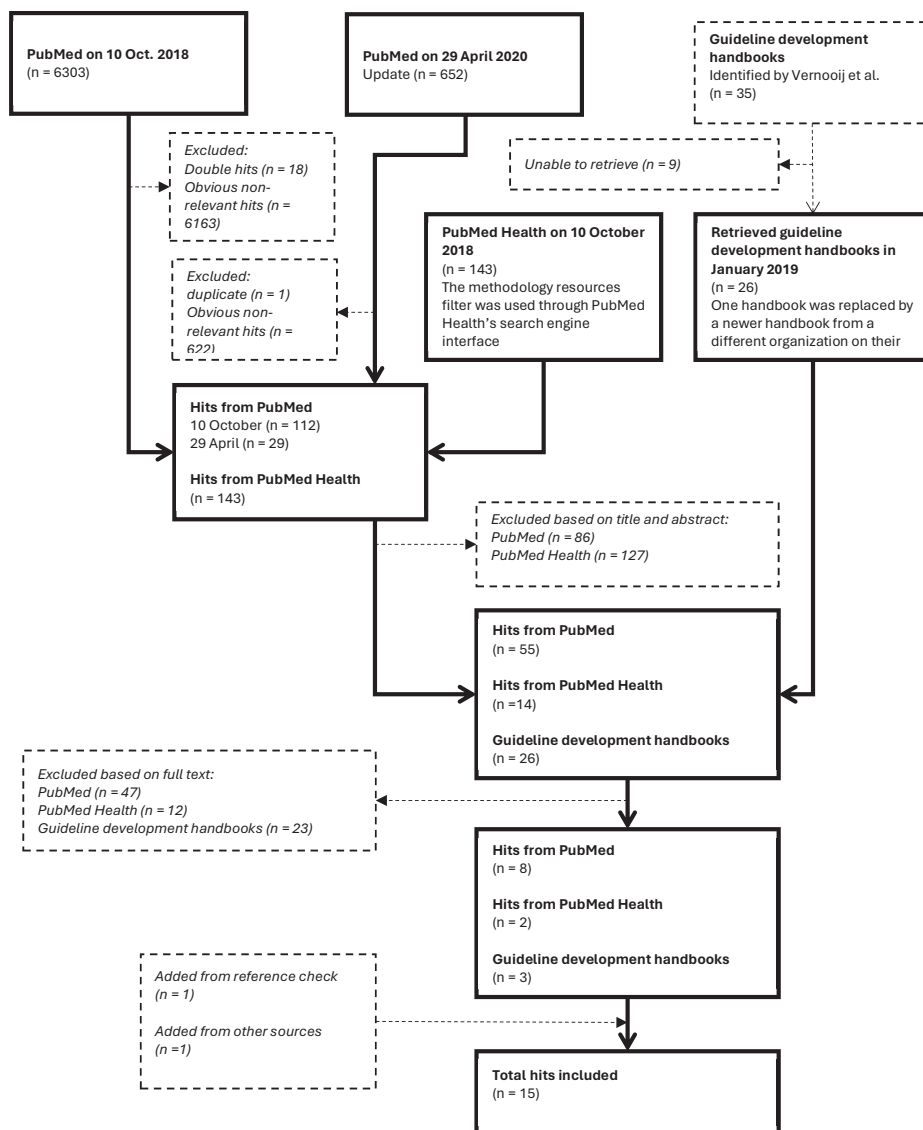 PubMed on 10 Oct. 2018
(n = 6303)
PubMed on 29 April 2020
Update (n = 652)
Guideline development
handbooks
Identified by Vernooij et al.
(n = 35)
Excluded:
Double hits (n = 18)
Obvious non-
relevant hits (n =
6163)
Unable to retrieve (n = 9)
Excluded:
duplicate (n = 1)
Obvious non-
relevant hits (n =
622)
PubMed Health on 10 October
2018
(n = 143)
The methodology resources
filter was used through PubMed
Health's search engine
interface
Retrieved guideline
development handbooks in
January 2019
(n = 26)
One handbook was replaced by
a newer handbook from a
different organization on their
Hits from PubMed
10 October (n = 112)
29 April (n = 29)
Hits from PubMed Health
(n = 143)
Excluded based on title and abstract:
PubMed (n = 86)
PubMed Health (n = 127)
Hits from PubMed
(n = 55)
Hits from PubMed Health
(n =14)
Guideline development handbooks
(n = 26)
Excluded based on full text:
PubMed (n = 47)
PubMed Health (n = 12)
Guideline development handbooks (n = 23)
Hits from PubMed
(n = 8)
Hits from PubMed Health
(n = 2)
Guideline development handbooks
(n = 3)
Added from reference check
(n = 1)
Added from other sources
(n =1)
Total hits included
(n = 15)